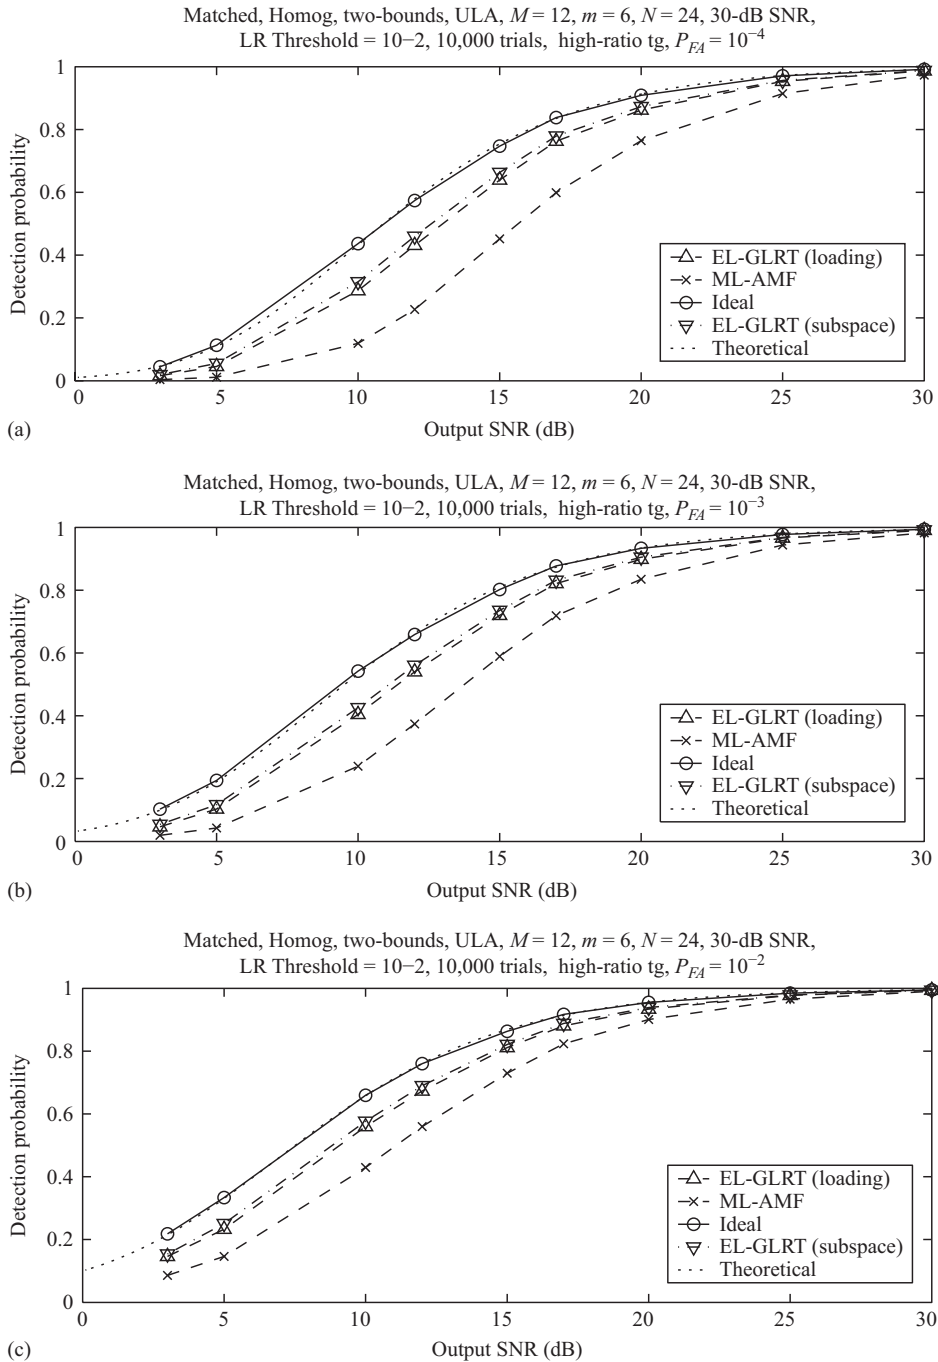 Matched, Homog, two-bounds, ULA, M = 12, m = 6, N = 24, 30-dB SNR,
LR Threshold = 10−2, 10,000 trials, high-ratio tg, P_FA = 10^−4
1
0.8
0.6
0.4
0.2
0
Detection probability
EL-GLRT (loading)
ML-AMF
Ideal
EL-GLRT (subspace)
Theoretical
0 5 10 15 20 25 30
(a)
Output SNR (dB)
Matched, Homog, two-bounds, ULA, M = 12, m = 6, N = 24, 30-dB SNR,
LR Threshold = 10−2, 10,000 trials, high-ratio tg, P_FA = 10^−3
1
0.8
0.6
0.4
0.2
0
Detection probability
EL-GLRT (loading)
ML-AMF
Ideal
EL-GLRT (subspace)
Theoretical
0 5 10 15 20 25 30
(b)
Output SNR (dB)
Matched, Homog, two-bounds, ULA, M = 12, m = 6, N = 24, 30-dB SNR,
LR Threshold = 10−2, 10,000 trials, high-ratio tg, P_FA = 10^−2
1
0.8
0.6
0.4
0.2
0
Detection probability
EL-GLRT (loading)
ML-AMF
Ideal
EL-GLRT (subspace)
Theoretical
0 5 10 15 20 25 30
(c)
Output SNR (dB)